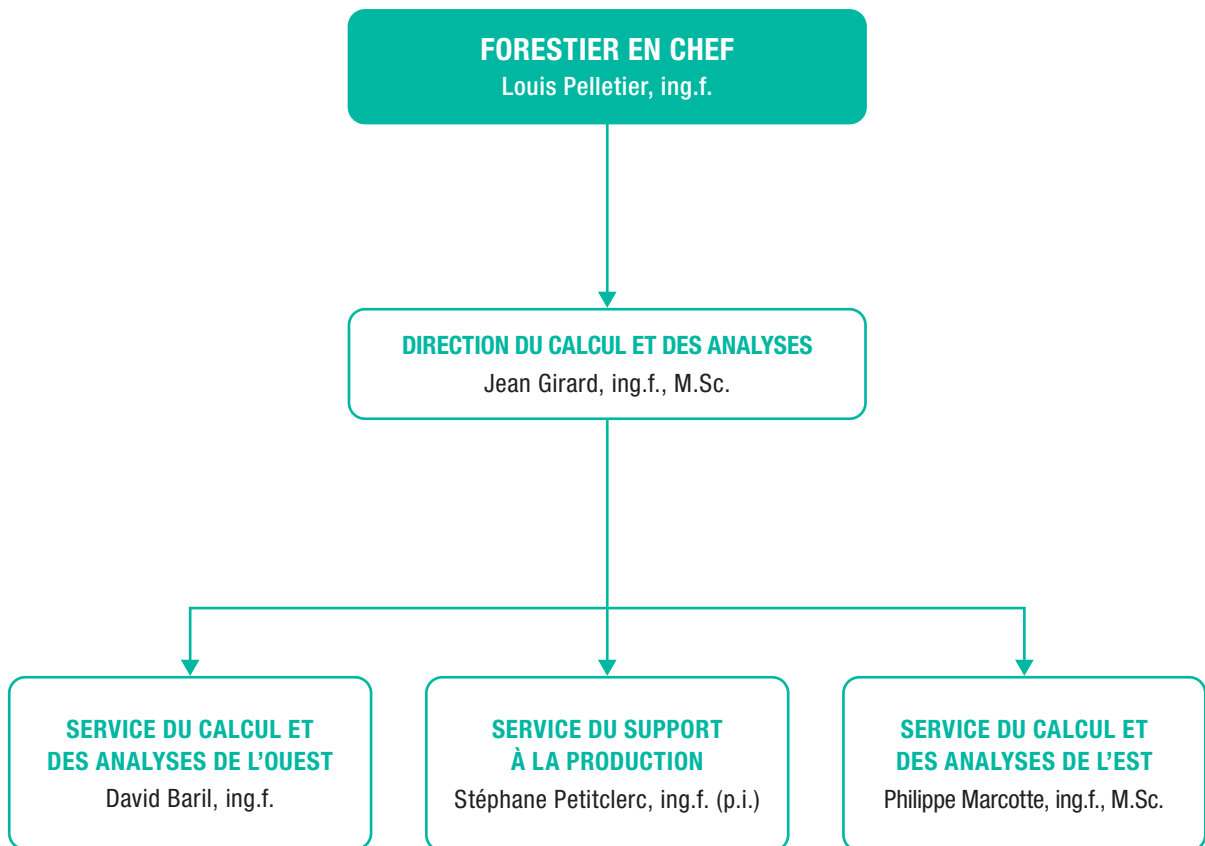 FORESTIER EN CHEF
Louis Pelletier, ing.f.
DIRECTION DU CALCUL ET DES ANALYSES
Jean Girard, ing.f., M.Sc.
SERVICE DU CALCUL ET
DES ANALYSES DE L’OUEST
David Baril, ing.f.
SERVICE DU SUPPORT
À LA PRODUCTION
Stéphane Petitclerc, ing.f. (p.i.)
SERVICE DU CALCUL ET
DES ANALYSES DE L’EST
Philippe Marcotte, ing.f., M.Sc.